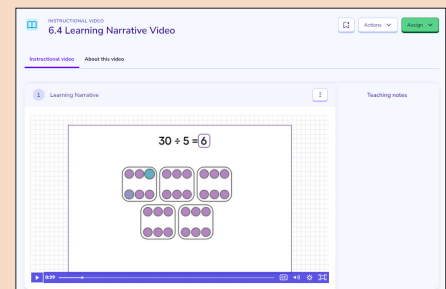 INSTRUCTIONAL VIDEO
6.4 Learning Narrative Video
Actions
Assign
Instructional video
About this video
1 Learning Narrative
Teaching notes
30 ÷ 5 = 6
0:29
CC